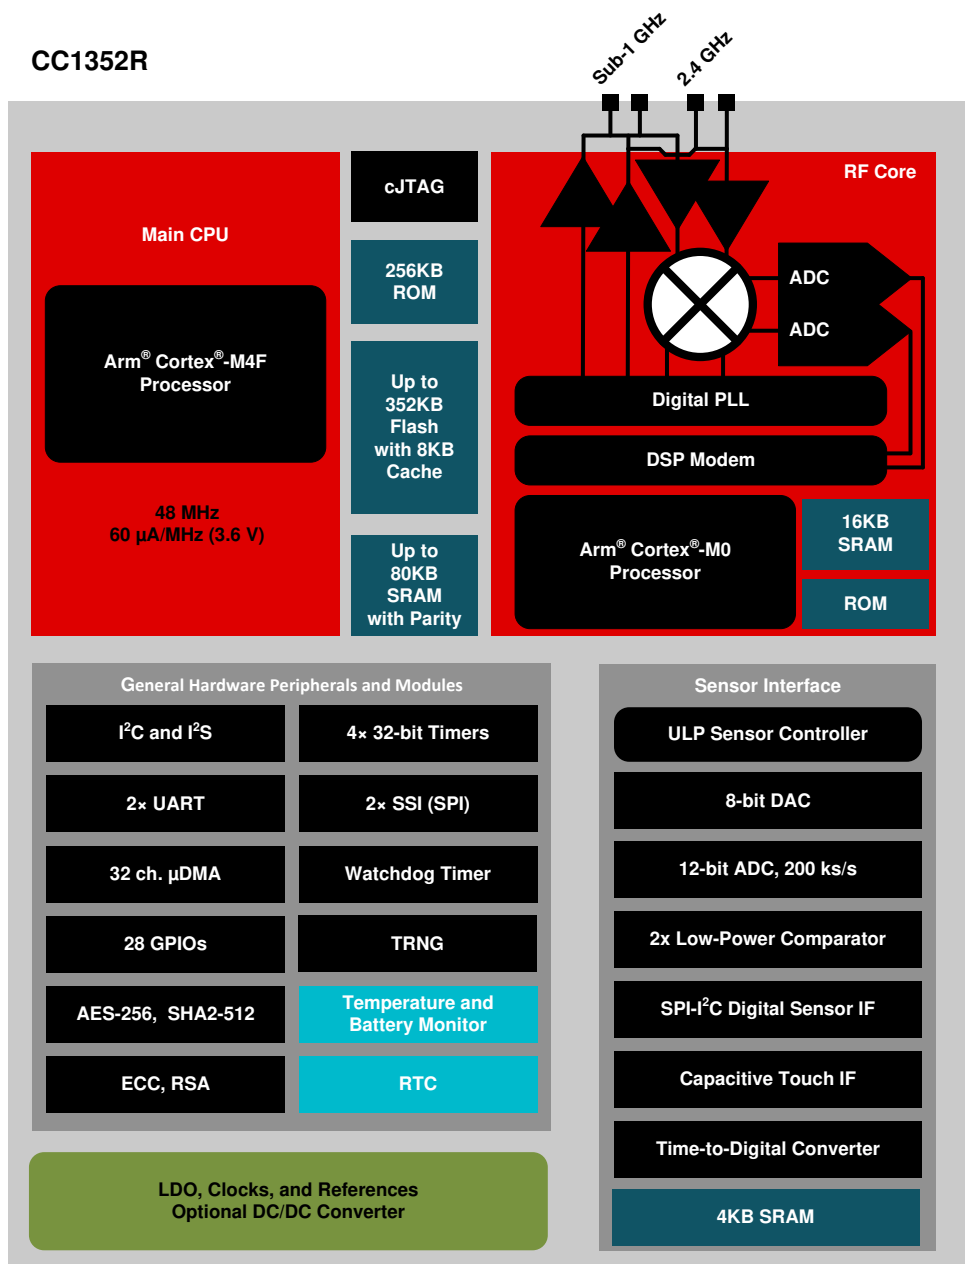 CC1352R
Sub-1 GHz
2.4 GHz
Main CPU
Arm® Cortex®-M4F
Processor
48 MHz
60 µA/MHz (3.6 V)
cJTAG
256KB
ROM
Up to
352KB
Flash
with 8KB
Cache
Up to
80KB
SRAM
with Parity
RF Core
ADC
ADC
Digital PLL
DSP Modem
Arm® Cortex®-M0
Processor
16KB
SRAM
ROM
General Hardware Peripherals and Modules
I²C and I²S
4× 32-bit Timers
2× UART
2× SSI (SPI)
32 ch. µDMA
Watchdog Timer
28 GPIOs
TRNG
AES-256, SHA2-512
Temperature and
Battery Monitor
ECC, RSA
RTC
LDO, Clocks, and References
Optional DC/DC Converter
Sensor Interface
ULP Sensor Controller
8-bit DAC
12-bit ADC, 200 ks/s
2x Low-Power Comparator
SPI-I²C Digital Sensor IF
Capacitive Touch IF
Time-to-Digital Converter
4KB SRAM